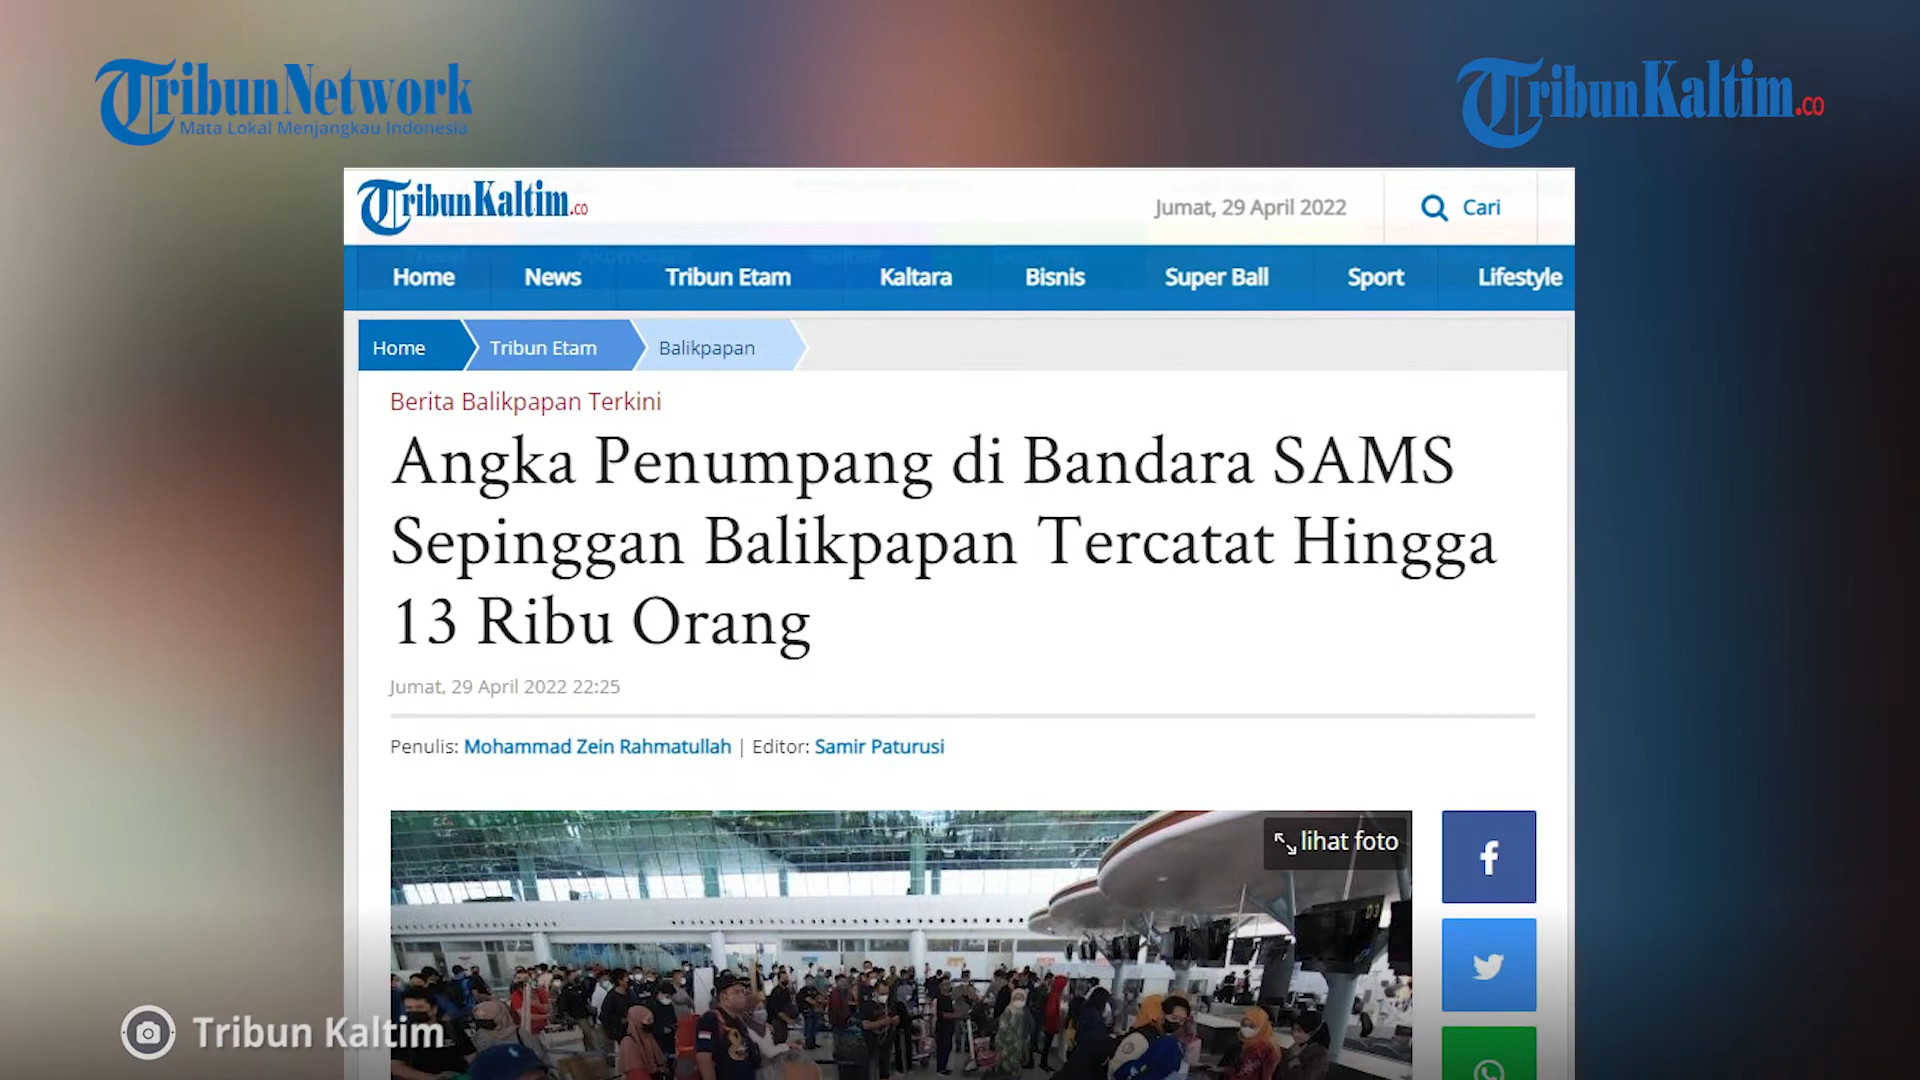 TribunNetwork
Mata Lokal Menjangkau Indonesia
TribunKaltim.co
TribunKaltim.co
Jumat, 29 April 2022
Cari
Home
News
Tribun Etam
Kaltara
Bisnis
Super Ball
Sport
Lifestyle
Home
Tribun Etam
Balikpapan
Berita Balikpapan Terkini
Angka Penumpang di Bandara SAMS
Sepinggan Balikpapan Tercatat Hingga
13 Ribu Orang
Jumat, 29 April 2022 22:25
Penulis: Mohammad Zein Rahmatullah | Editor: Samir Paturusi
lihat foto
Tribun Kaltim